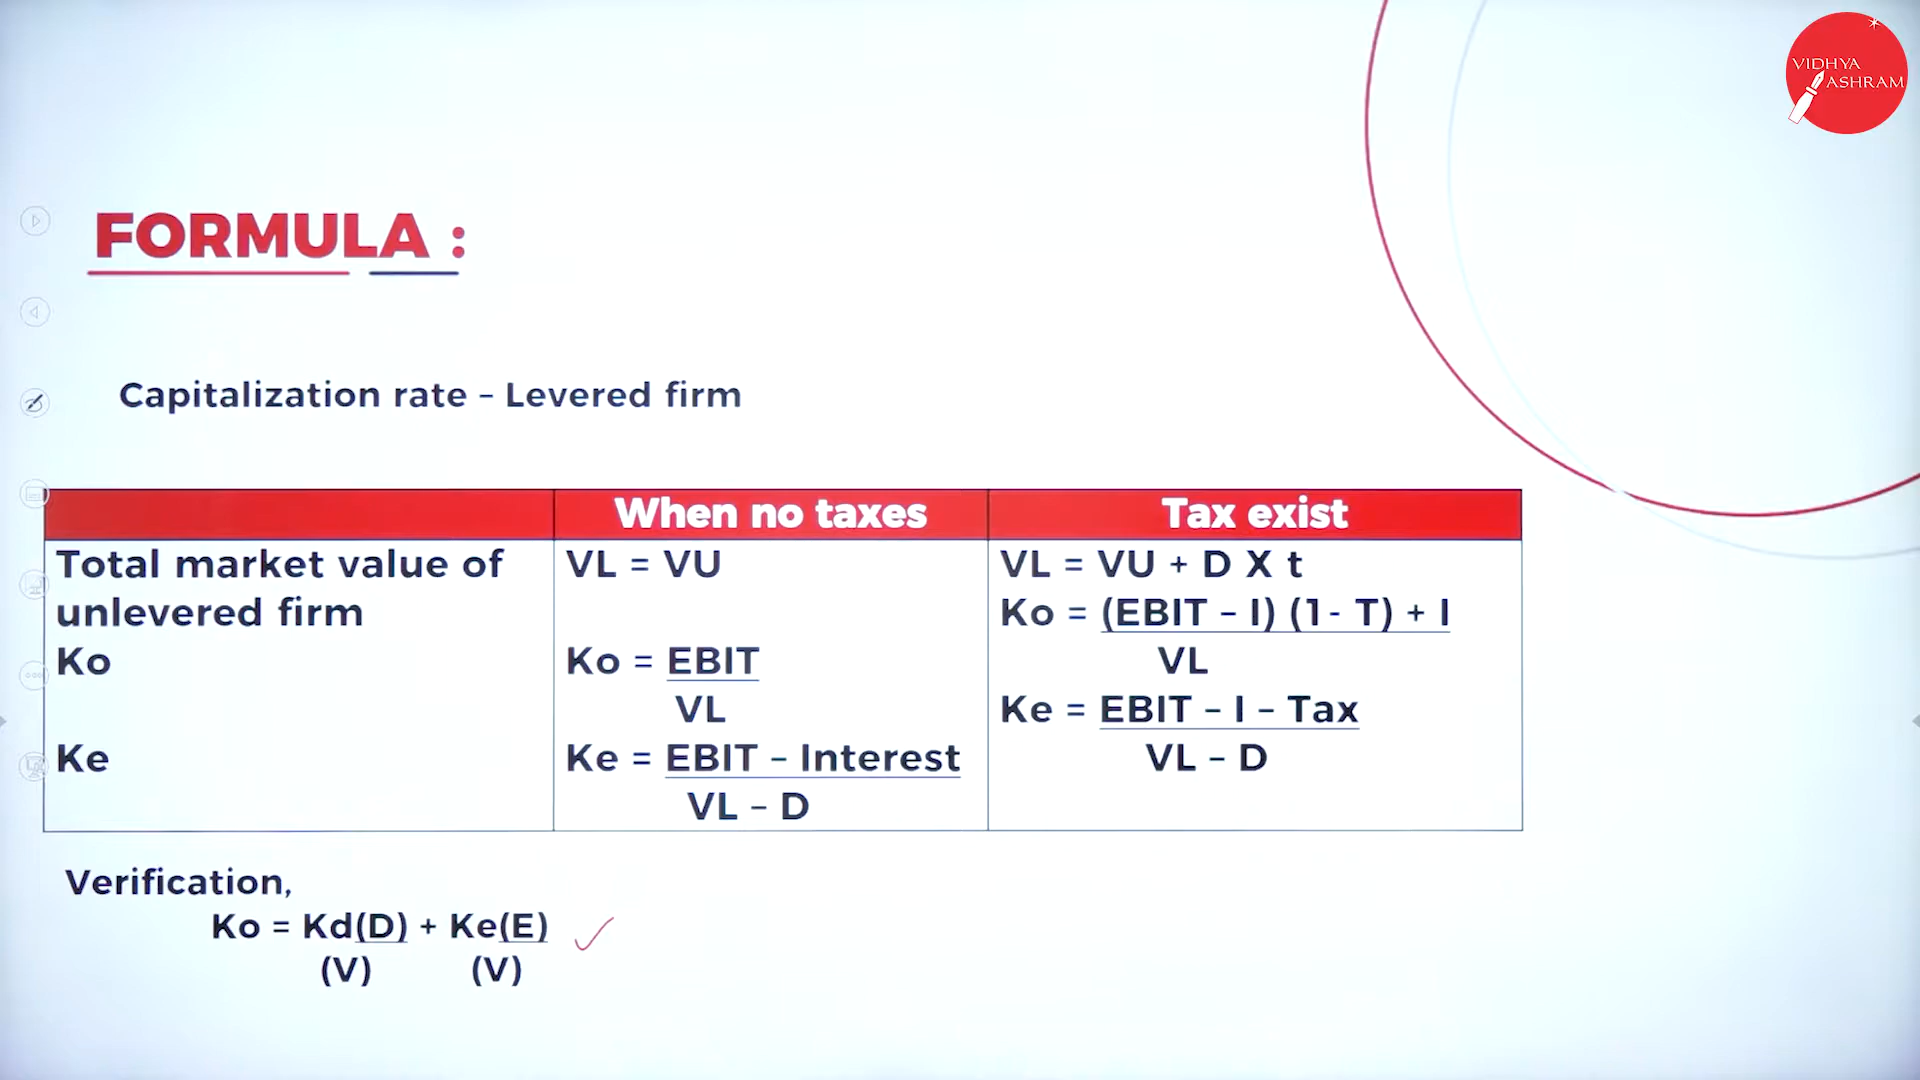 VIDHYA
ASHRAM
FORMULA :
Capitalization rate – Levered firm
When no taxes
Tax exist
Total market value of
unlevered firm
Ko
Ke
VL = VU
Ko = EBIT
VL
Ke = EBIT – Interest
VL – D
VL = VU + D X t
Ko = (EBIT – I) (1- T) + I
VL
Ke = EBIT – I – Tax
VL – D
Verification,
Ko = Kd(D) + Ke(E)
(V) (V)